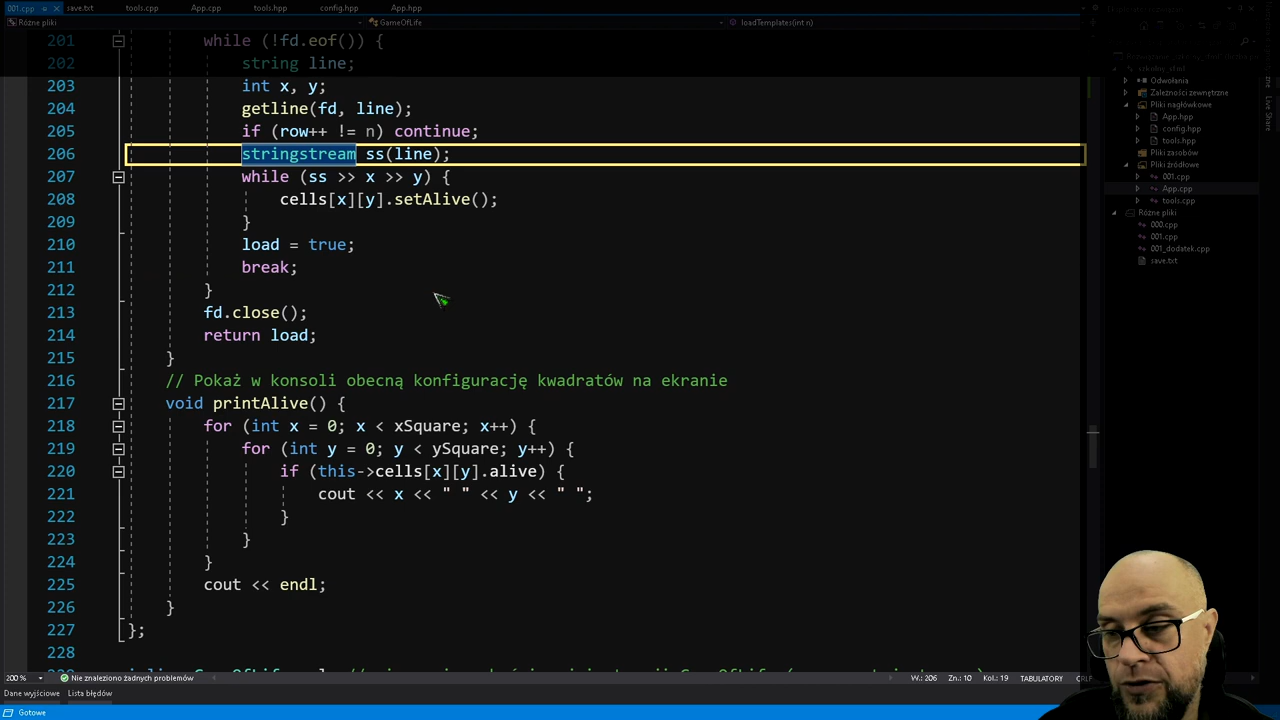 001.cpp save.txt tools.cpp App.cpp tools.hpp config.hpp App.hpp
Różne pliki GameOfLife loadTemplates(int n)
201 while (!fd.eof()) {
202 string line;
203 int x, y;
204 getline(fd, line);
205 if (row++ != n) continue;
206 stringstream ss(line);
207 while (ss >> x >> y) {
208 cells[x][y].setAlive();
209 }
210 load = true;
211 break;
212 }
213 fd.close();
214 return load;
215 }
216 // Pokaż w konsoli obecną konfigurację kwadratów na ekranie
217 void printAlive() {
218 for (int x = 0; x < xSquare; x++) {
219 for (int y = 0; y < ySquare; y++) {
220 if (this->cells[x][y].alive) {
221 cout << x << " " << y << " ";
222 }
223 }
224 }
225 cout << endl;
226 }
227 };
228
Odwołania
Zależności zewnętrzne
Pliki nagłówkowe
App.hpp
config.hpp
tools.hpp
Pliki zasobów
Pliki źródłowe
001.cpp
App.cpp
tools.cpp
Różne pliki
000.cpp
001.cpp
001_dodatek.cpp
save.txt
Live Share
200 % Nie znaleziono żadnych problemów W.: 206 Zn.: 10 Kol.: 19 TABULATORY
Dane wyjściowe Lista błędów
Gotowe